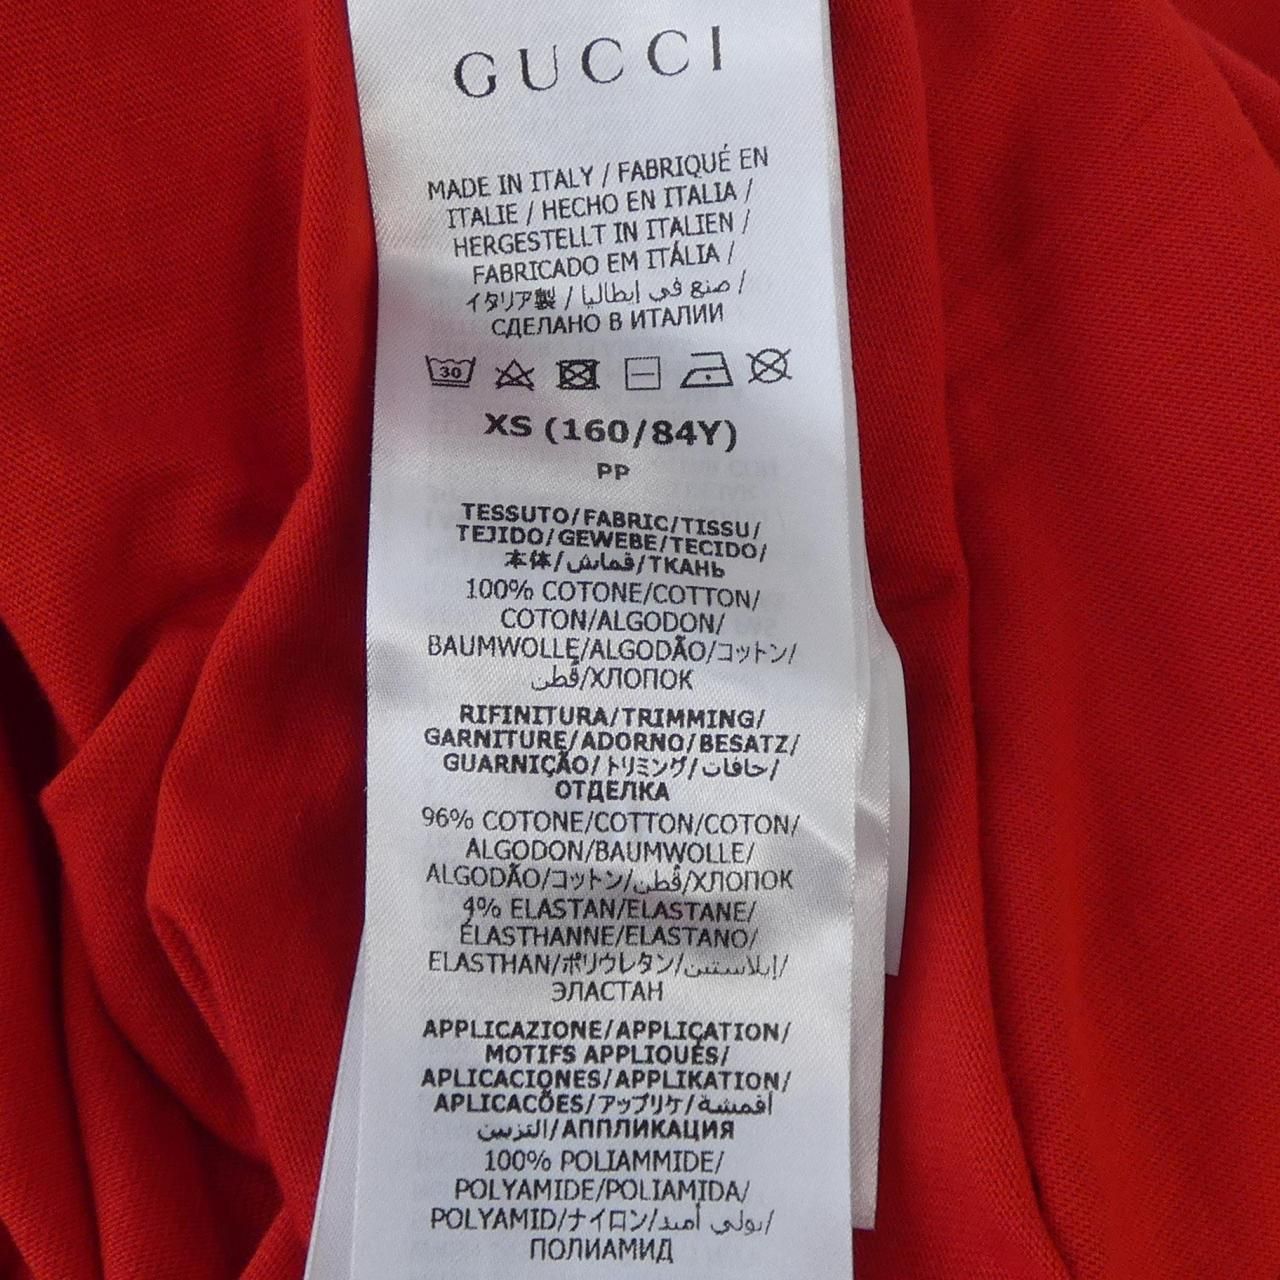 GUCCI
MADE IN ITALY / FABRIQUÉ EN
ITALIE / HECHO EN ITALIA /
HERGESTELLT IN ITALIEN /
FABRICADO EM ITÁLIA /
イタリア製 / صنع في إيطاليا /
СДЕЛАНО В ИТАЛИИ
30
XS (160/84Y)
PP
TESSUTO/FABRIC/TISSU/
TEJIDO/GEWEBE/TECIDO/
本体/قماش/ТКАНЬ
100% COTONE/COTTON/
COTON/ALGODON/
BAUMWOLLE/ALGODÃO/コットン/
قطن/ХЛОПОК
RIFINITURA/TRIMMING/
GARNITURE/ADORNO/BESATZ/
GUARNIÇÃO/トリミング/حافات/
ОТДЕЛКА
96% COTONE/COTTON/COTON/
ALGODON/BAUMWOLLE/
ALGODÃO/コットン/قطن/ХЛОПОК
4% ELASTAN/ELASTANE/
ÉLASTHANNE/ELASTANO/
ELASTHAN/ポリウレタン/إيلاستين/
ЭЛАСТАН
APPLICAZIONE/APPLICATION/
MOTIFS APPLIQUÉS/
APLICACIONES/APPLIKATION/
APLICACÕES/アップリケ/أقمشة
التزيين/АППЛИКАЦИЯ
100% POLIAMMIDE/
POLYAMIDE/POLIAMIDA/
POLYAMID/ナイロン/بولي أميد/
ПОЛИАМИД